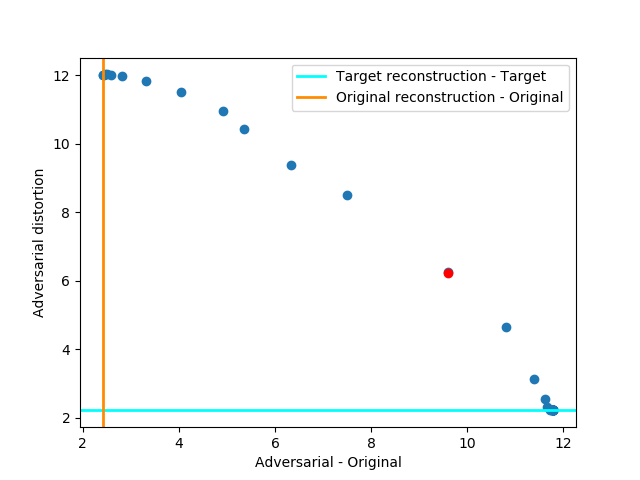 Target reconstruction - Target
Original reconstruction - Original
12
10
8
6
4
2
Adversarial distortion
2 4 6 8 10 12
Adversarial - Original